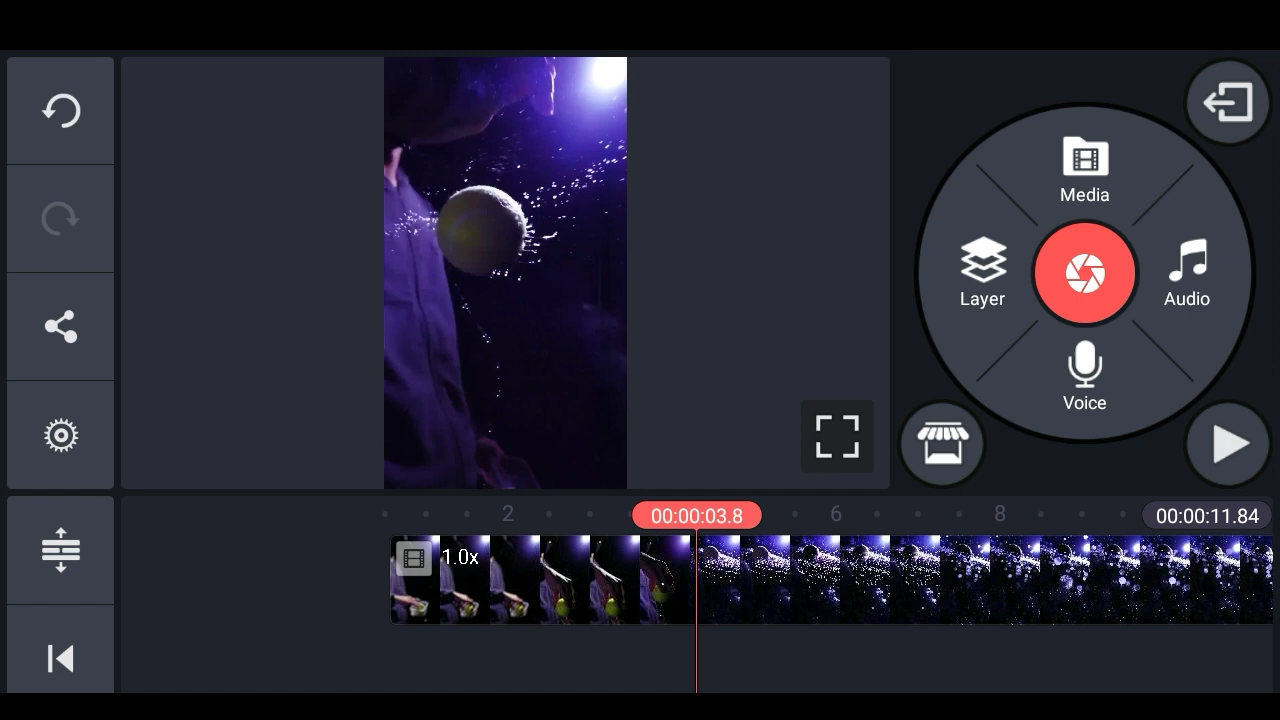 Media
Layer
Audio
Voice
2
00:00:03.8
6
8
00:00:11.84
1.0x